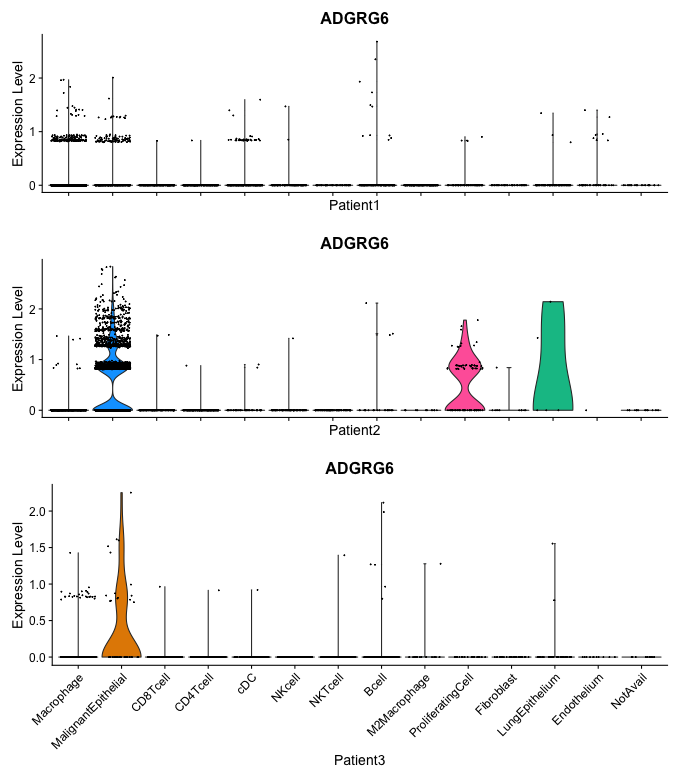 ADGRG6
Expression Level
2
1
0
Patient1
ADGRG6
Expression Level
2
1
0
Patient2
ADGRG6
Expression Level
2.0
1.5
1.0
0.5
0.0
Macrophage
MalignantEpithelial
CD8Tcell
CD4Tcell
cDC
NKcell
NKTcell
Bcell
M2Macrophage
ProliferatingCell
Fibroblast
LungEpithelium
Endothelium
NotAvail
Patient3